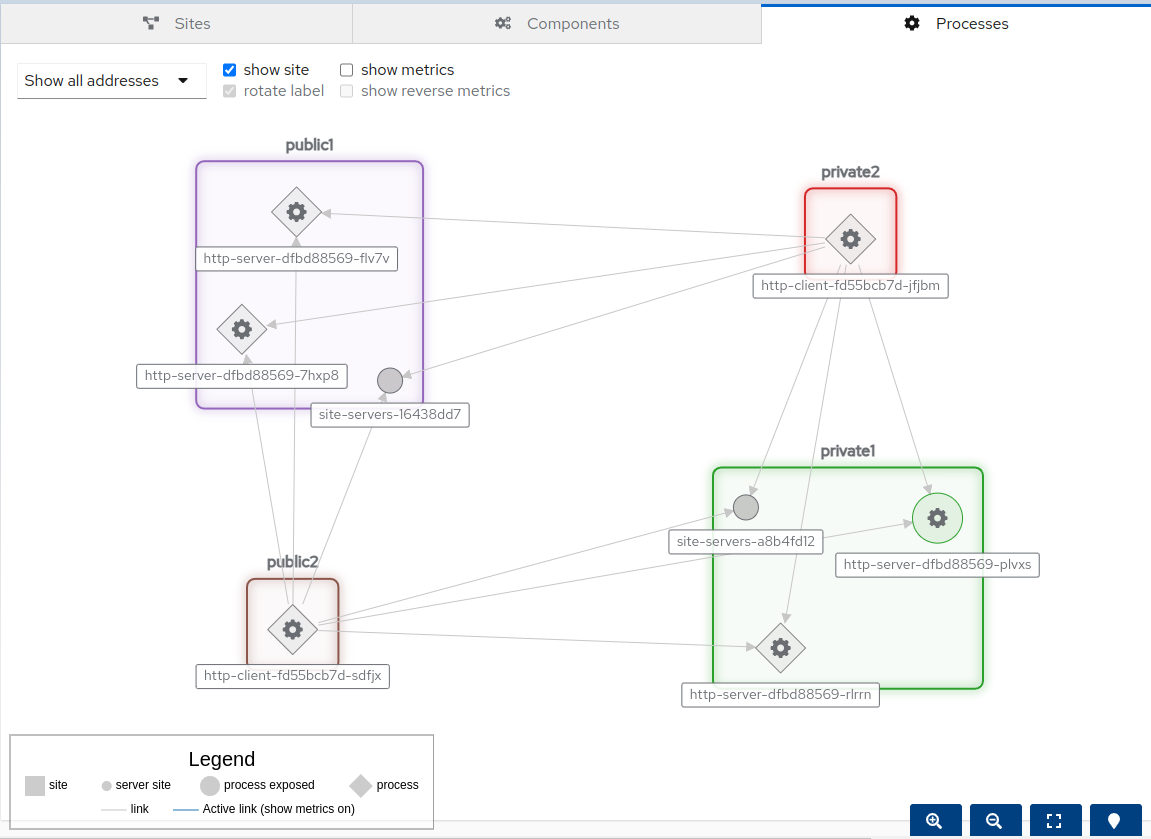 Sites
Components
Processes
Show all addresses
show site
show metrics
rotate label
show reverse metrics
public1
private2
http-server-dfbd88569-flv7v
http-client-fd55bcb7d-jfjbm
http-server-dfbd88569-7hxp8
site-servers-16438dd7
private1
site-servers-a8b4fd12
public2
http-server-dfbd88569-plvxs
http-client-fd55bcb7d-sdfjx
http-server-dfbd88569-rlrrn
Legend
site
server site
process exposed
process
link
Active link (show metrics on)